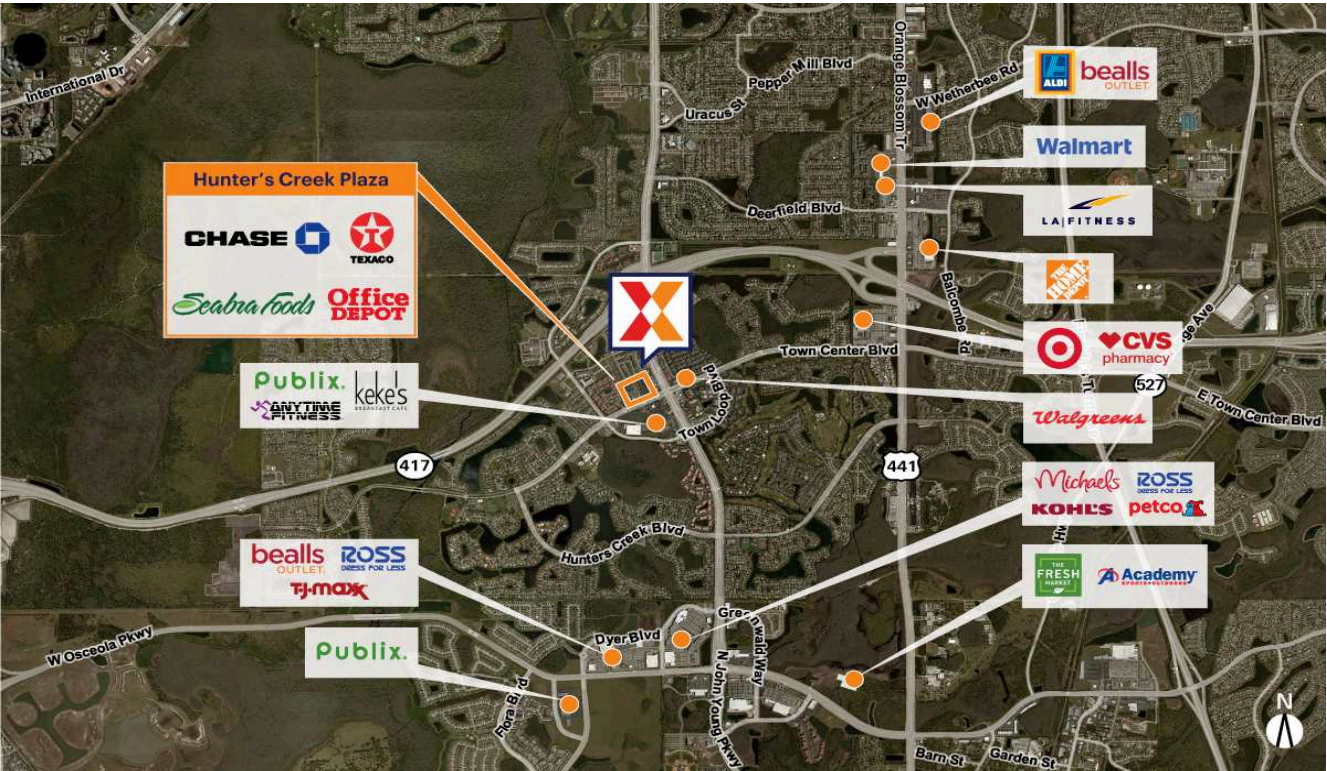 International Dr
Pepper Mill Blvd
Orange Blossom Tr
W Wetherbee Rd
Uracus St
ALDI
bealls
OUTLET
Walmart
LA|FITNESS
Deerfield Blvd
Hunter's Creek Plaza
CHASE
TEXACO
Seabra Foods
Office
DEPOT
THE
HOME
DEPOT
Balcombe Rd
Town Center Blvd
CVS
pharmacy
527
E Town Center Blvd
Publix.
ANYTIME
FITNESS
keke's
BREAKFAST CAFE
Town Loop Blvd
Walgreens
417
441
Michaels
ROSS
DRESS FOR LESS
KOHL'S
petco
Hunters Creek Blvd
bealls
OUTLET
ROSS
DRESS FOR LESS
T·J·maxx
THE
FRESH
MARKET
Academy
SPORTS+OUTDOORS
W Osceola Pkwy
Publix.
Dyer Blvd
Greenwald Way
N John Young Pkwy
Flora Blvd
Barn St
Garden St
N